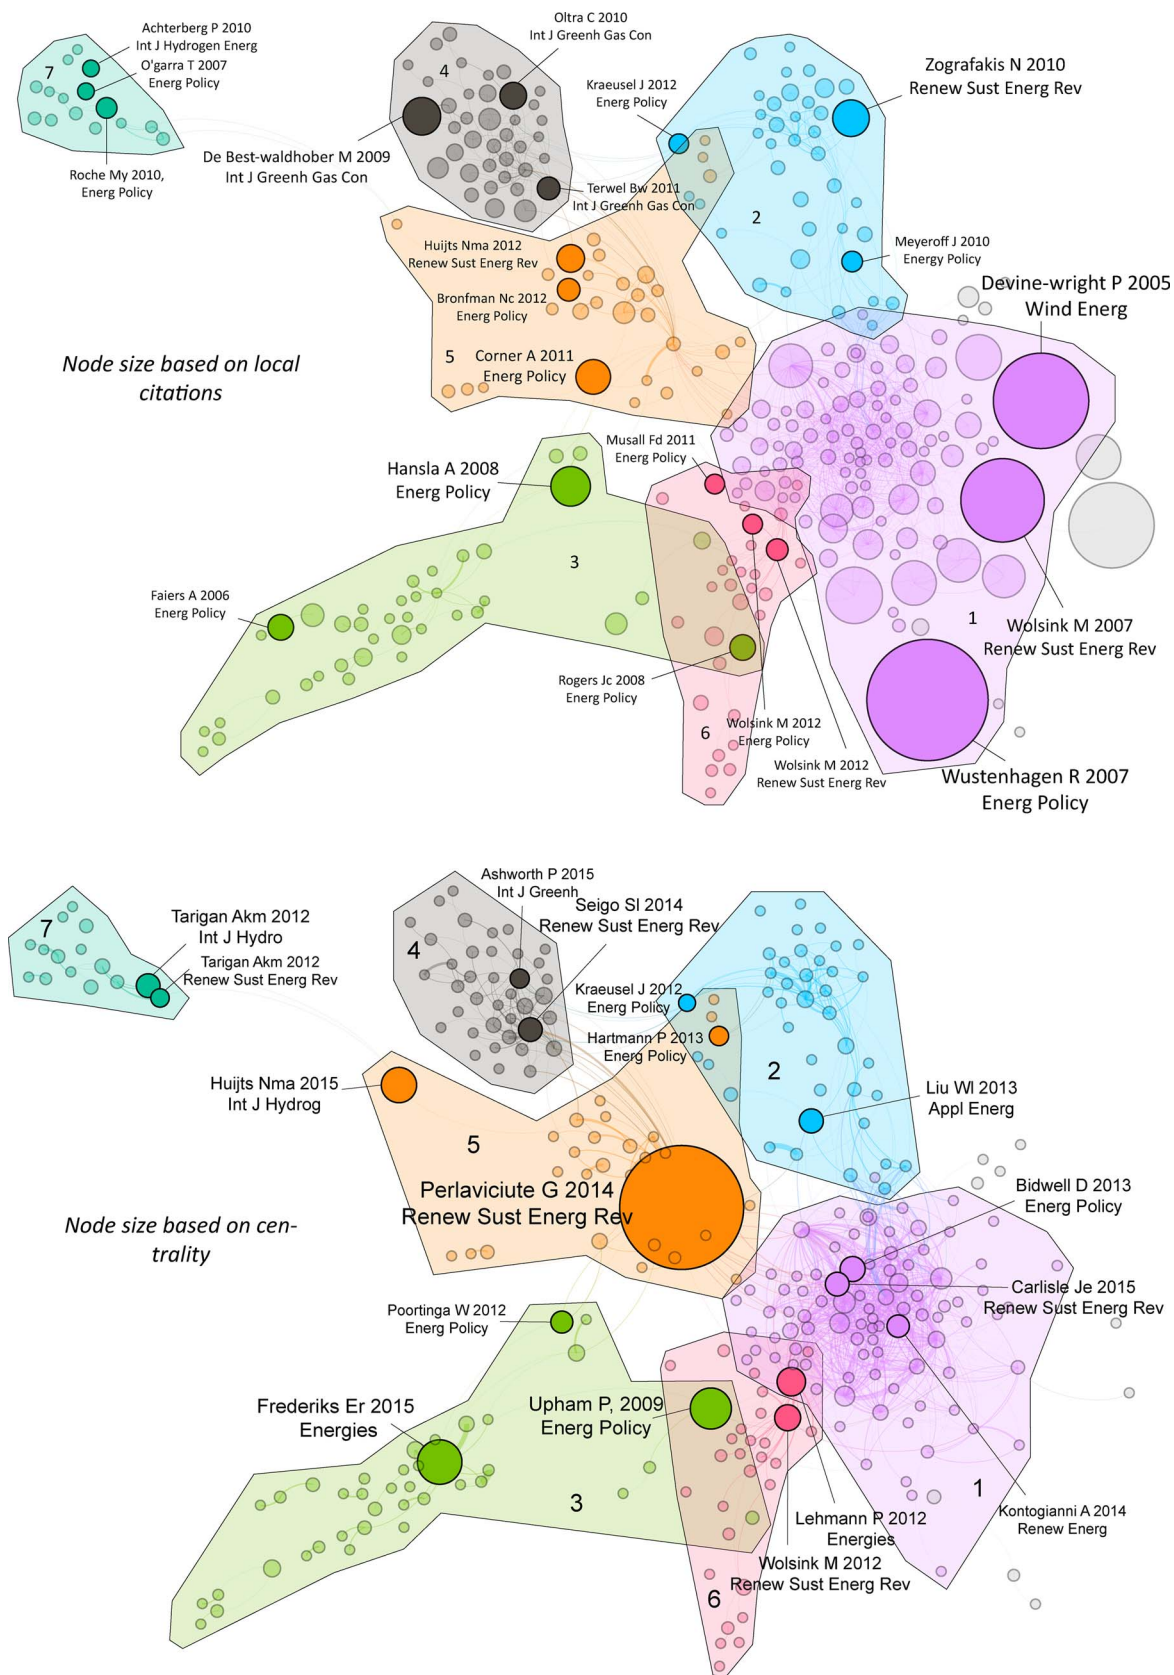 Achterberg P 2010
Int J Hydrogen Energ
O'garra T 2007
Energ Policy
7
Roche My 2010,
Energ Policy
Oltra C 2010
Int J Greenh Gas Con
4
De Best-waldhober M 2009
Int J Greenh Gas Con
Terwel Bw 2011
Int J Greenh Gas Con
Kraeusel J 2012
Energ Policy
Zografakis N 2010
Renew Sust Energ Rev
2
Meyeroff J 2010
Energy Policy
Huijts Nma 2012
Renew Sust Energ Rev
Bronfman Nc 2012
Energ Policy
5
Corner A 2011
Energ Policy
Devine-wright P 2005
Wind Energ
Node size based on local
citations
Musall Fd 2011
Energ Policy
Hansla A 2008
Energ Policy
3
Faiers A 2006
Energ Policy
1
Wolsink M 2007
Renew Sust Energ Rev
Rogers Jc 2008
Energ Policy
6
Wolsink M 2012
Energ Policy
Wolsink M 2012
Renew Sust Energ Rev
Wustenhagen R 2007
Energ Policy
Ashworth P 2015
Int J Greenh
Seigo Sl 2014
Renew Sust Energ Rev
4
7
Tarigan Akm 2012
Int J Hydro
Tarigan Akm 2012
Renew Sust Energ Rev
Kraeusel J 2012
Energ Policy
Hartmann P 2013
Energ Policy
2
Huijts Nma 2015
Int J Hydrog
Liu Wl 2013
Appl Energ
5
Perlaviciute G 2014
Renew Sust Energ Rev
Bidwell D 2013
Energ Policy
Node size based on cen-
trality
Carlisle Je 2015
Renew Sust Energ Rev
Poortinga W 2012
Energ Policy
Frederiks Er 2015
Energies
Upham P, 2009
Energ Policy
3
1
Lehmann P 2012
Energies
Kontogianni A 2014
Renew Energ
Wolsink M 2012
Renew Sust Energ Rev
6